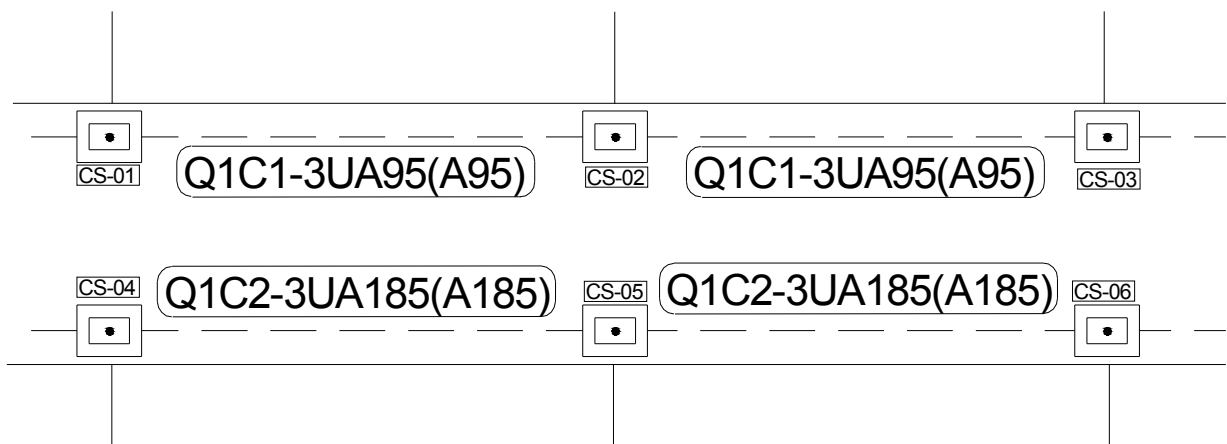 CS-01
Q1C1-3UA95(A95)
CS-02
Q1C1-3UA95(A95)
CS-03
CS-04
Q1C2-3UA185(A185)
CS-05
Q1C2-3UA185(A185)
CS-06